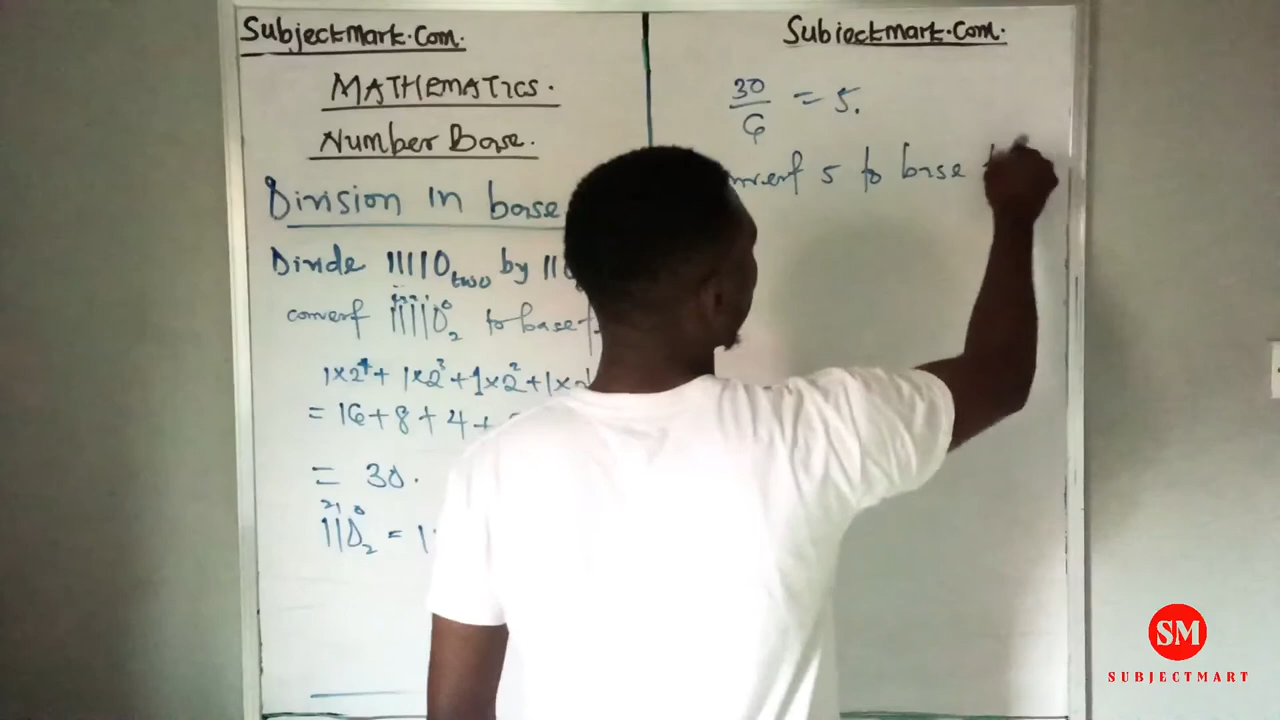 Subjectmark.Com.
MATHEMATICS.
Number Base.
Division in base
Divide 11110two by 11
convert 11110₂ to base
1×2⁴ + 1×2³ + 1×2² + 1×2
= 16 + 8 + 4 +
= 30.
110₂ = 1
Subjectmark.Com.
30/6 = 5.
5 to base
SM
SUBJECTMART